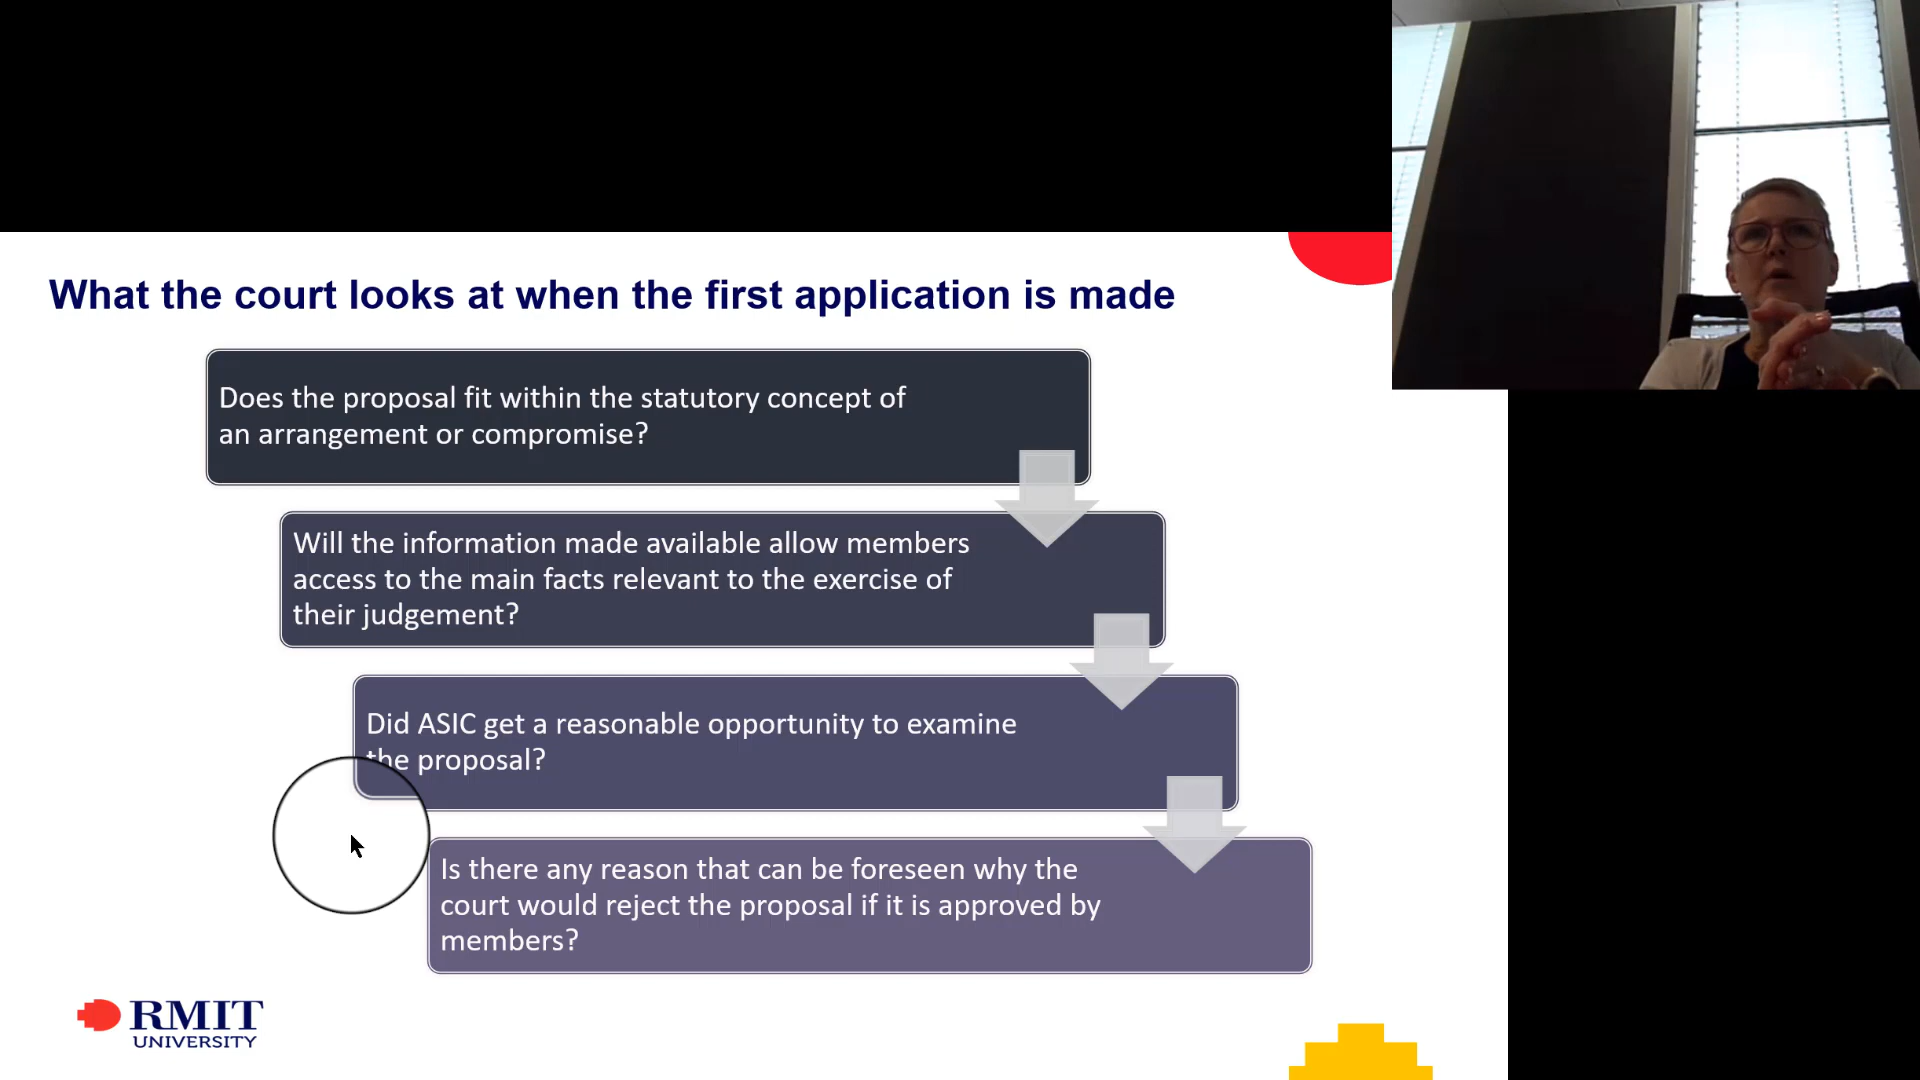 What the court looks at when the first application is made
Does the proposal fit within the statutory concept of
an arrangement or compromise?
Will the information made available allow members
access to the main facts relevant to the exercise of
their judgement?
Did ASIC get a reasonable opportunity to examine
the proposal?
Is there any reason that can be foreseen why the
court would reject the proposal if it is approved by
members?
RMIT
UNIVERSITY